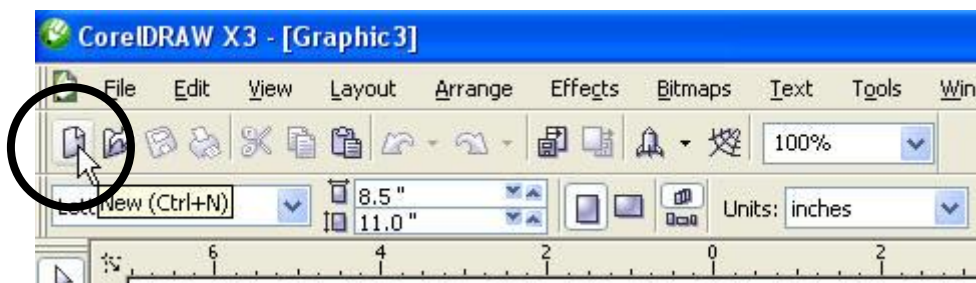 CorelDRAW X3 - [Graphic3]
File Edit View Layout Arrange Effects Bitmaps Text Tools Win
100%
New (Ctrl+N) 8.5 " Units: inches
11.0 "
6 4 2 0 2